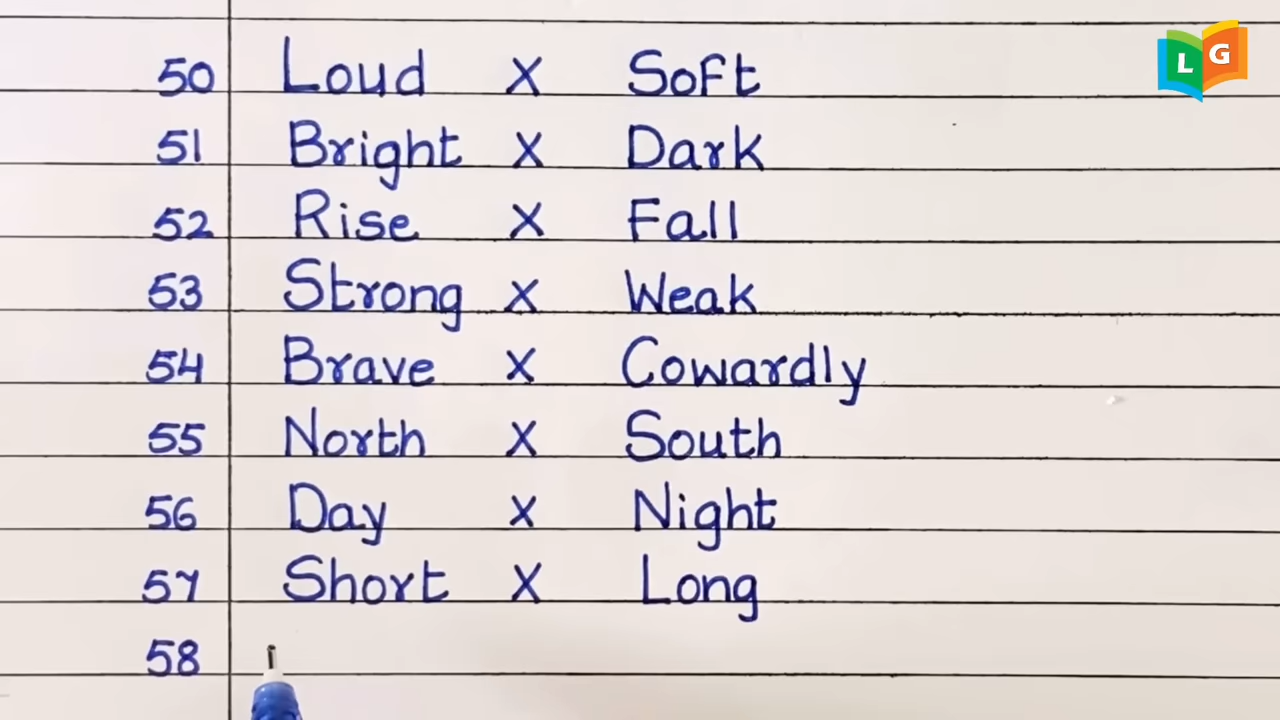 L G
50 Loud X Soft
51 Bright X Dark
52 Rise X Fall
53 Strong X Weak
54 Brave X Cowardly
55 North X South
56 Day X Night
57 Short X Long
58